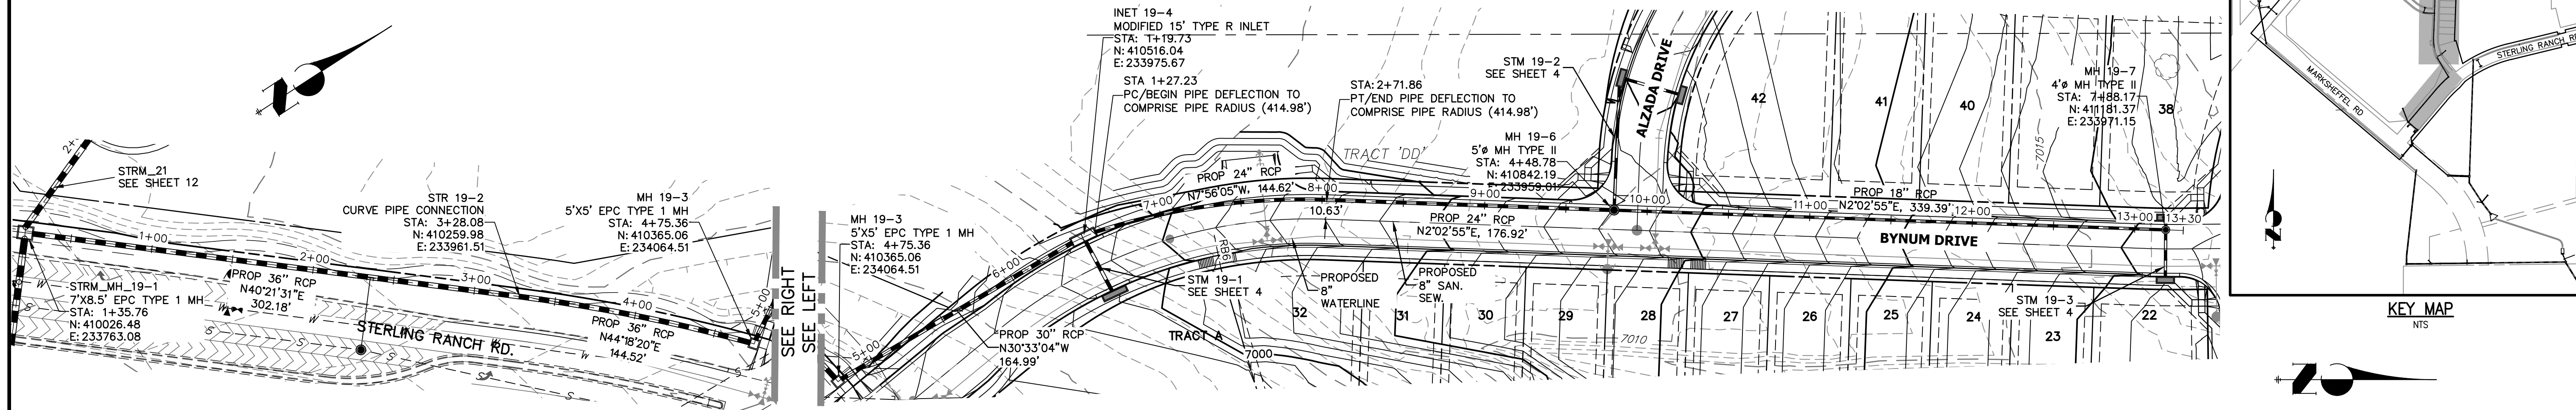 2+
STRM_21
SEE SHEET 12
1+00
2+00
3+00
4+00
5+00
STR 19-2
CURVE PIPE CONNECTION
STA: 3+28.08
N: 410259.98
E: 233961.51
MH 19-3
5'X5' EPC TYPE 1 MH
STA: 4+75.36
N: 410365.06
E: 234064.51
STRM_MH_19-1
7'X8.5' EPC TYPE 1 MH
STA: 1+35.76
N: 410026.48
E: 233763.08
PROP 36" RCP
N40°21'31"E
302.18'
STERLING RANCH RD.
PROP 36" RCP
N44°18'20"E
144.52'
W
W
W
W
S
S
S
S
S
S
SEE RIGHT
SEE LEFT
MH 19-3
5'X5' EPC TYPE 1 MH
STA: 4+75.36
N: 410365.06
E: 234064.51
INET 19-4
MODIFIED 15' TYPE R INLET
STA: 1+19.73
N: 410516.04
E: 233975.67
STA 1+27.23
PC/BEGIN PIPE DEFLECTION TO
COMPRISE PIPE RADIUS (414.98')
STA: 2+71.86
PT/END PIPE DEFLECTION TO
COMPRISE PIPE RADIUS (414.98')
STM 19-2
SEE SHEET 4
MH 19-6
5'ø MH TYPE II
STA: 4+48.78
N: 410842.19
E: 233959.01
TRACT 'DD'
ALZADA DRIVE
42
41
40
38
7015
MH 19-7
4'ø MH TYPE II
STA: 7+88.17
N: 411181.37
E: 233971.15
5+00
6+00
7+00
8+00
9+00
10+00
11+00
12+00
13+00
13+30
PROP 24" RCP
N7°56'05"W, 144.62'
10.63'
PROP 24" RCP
N2°02'55"E, 176.92'
PROP 18" RCP
N2°02'55"E, 339.39'
BYNUM DRIVE
PROP 30" RCP
N30°33'04"W
164.99'
STM 19-1
SEE SHEET 4
TRACT A
7000
PROPOSED
8"
WATERLINE
PROPOSED
8" SAN.
SEW.
32
31
30
29
28
27
26
25
24
23
22
7010
STM 19-3
SEE SHEET 4
MARKSHEFFEL RD
STERLING RANCH R
KEY MAP
NTS